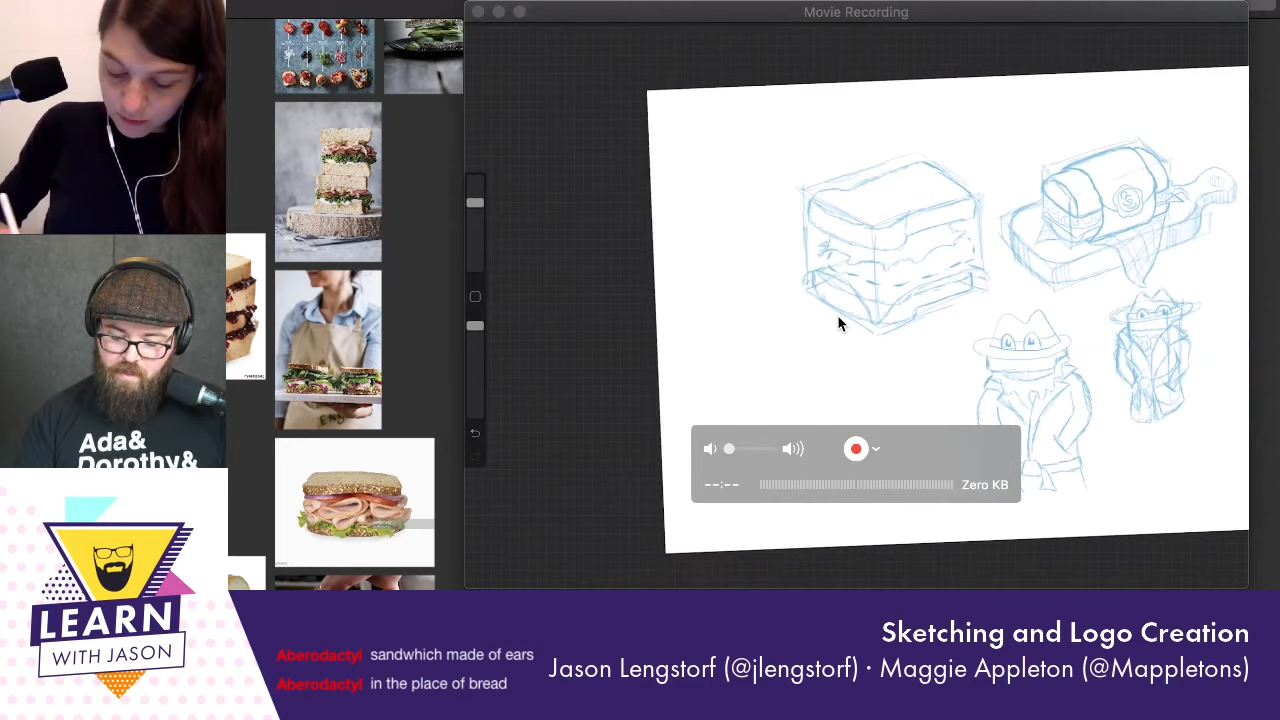 Movie Recording
Ada&
Dorothy&
--:--
Zero KB
LEARN
WITH JASON
Aberodactyl sandwhich made of ears
Aberodactyl in the place of bread
Sketching and Logo Creation
Jason Lengstorf (@jlengstorf) · Maggie Appleton (@Mappletons)